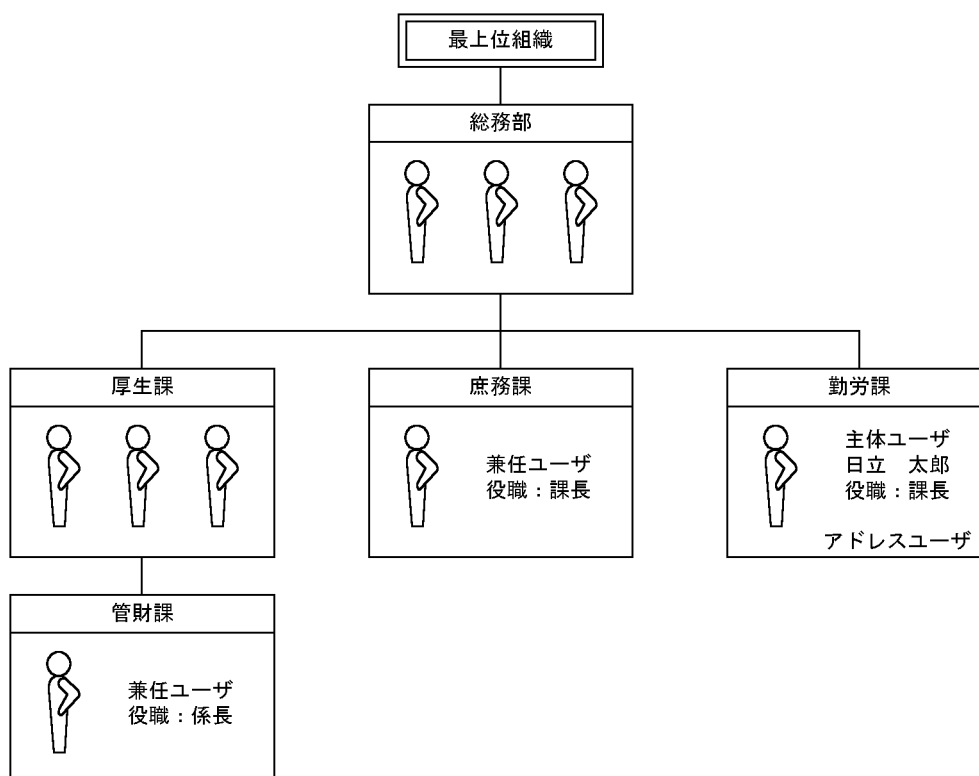 最上位組織
総務部
厚生課
庶務課
兼任ユーザ
役職：課長
勤労課
主体ユーザ
日立　太郎
役職：課長
アドレスユーザ
管財課
兼任ユーザ
役職：係長